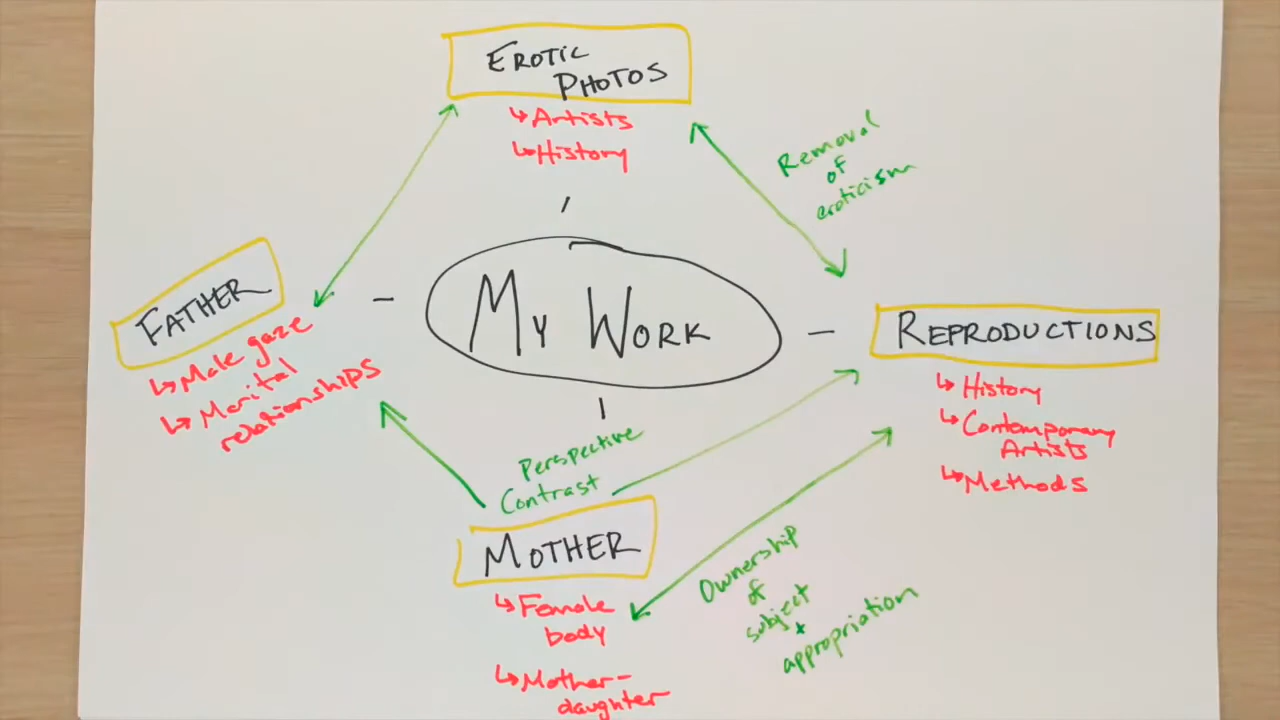 EROTIC
PHOTOS
↳ Artists
↳ History
Removal
of
eroticism
FATHER
↳ Male gaze
↳ Marital
relationships
My Work
REPRODUCTIONS
↳ History
↳ Contemporary
Artists
↳ Methods
Perspective
Contrast
MOTHER
↳ Female
body
↳ Mother-
daughter
Ownership
of
subject
+
appropriation